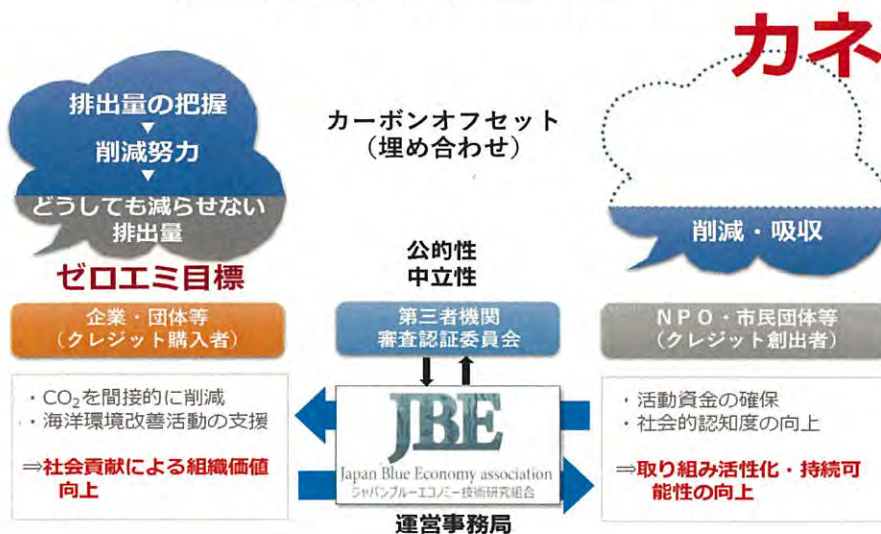 カネ
排出量の把握
▼
削減努力
▼
どうしても減らせない
排出量
ゼロエミ目標
カーボンオフセット
（埋め合わせ）
公的性
中立性
削減・吸収
企業・団体等
（クレジット購入者）
第三者機関
審査認証委員会
ＮＰＯ・市民団体等
（クレジット創出者）
・CO₂を間接的に削減
・海洋環境改善活動の支援
⇒社会貢献による組織価値
向上
JBE
Japan Blue Economy association
ジャパンブルーエコノミー技術研究組合
運営事務局
・活動資金の確保
・社会的認知度の向上
⇒取り組み活性化・持続可
能性の向上